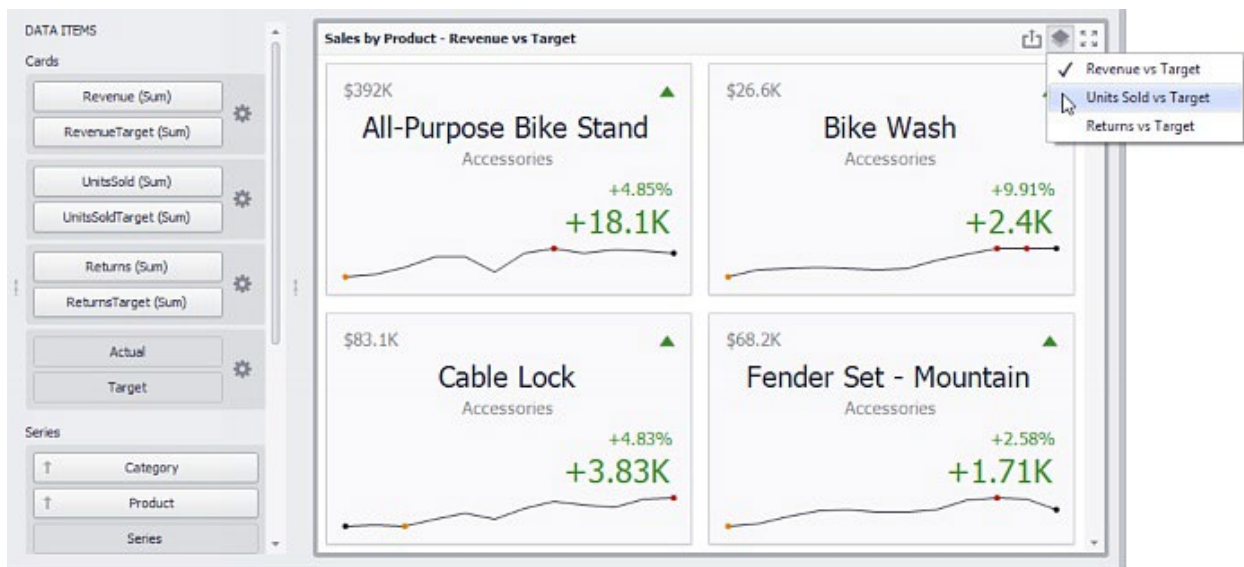 DATA ITEMS
Cards
Revenue (Sum)
RevenueTarget (Sum)
UnitsSold (Sum)
UnitsSoldTarget (Sum)
Returns (Sum)
ReturnsTarget (Sum)
Actual
Target
Series
Category
Product
Series
Sales by Product - Revenue vs Target
Revenue vs Target
Units Sold vs Target
Returns vs Target
$392K
All-Purpose Bike Stand
Accessories
+4.85%
+18.1K
$26.6K
Bike Wash
Accessories
+9.91%
+2.4K
$83.1K
Cable Lock
Accessories
+4.83%
+3.83K
$68.2K
Fender Set - Mountain
Accessories
+2.58%
+1.71K